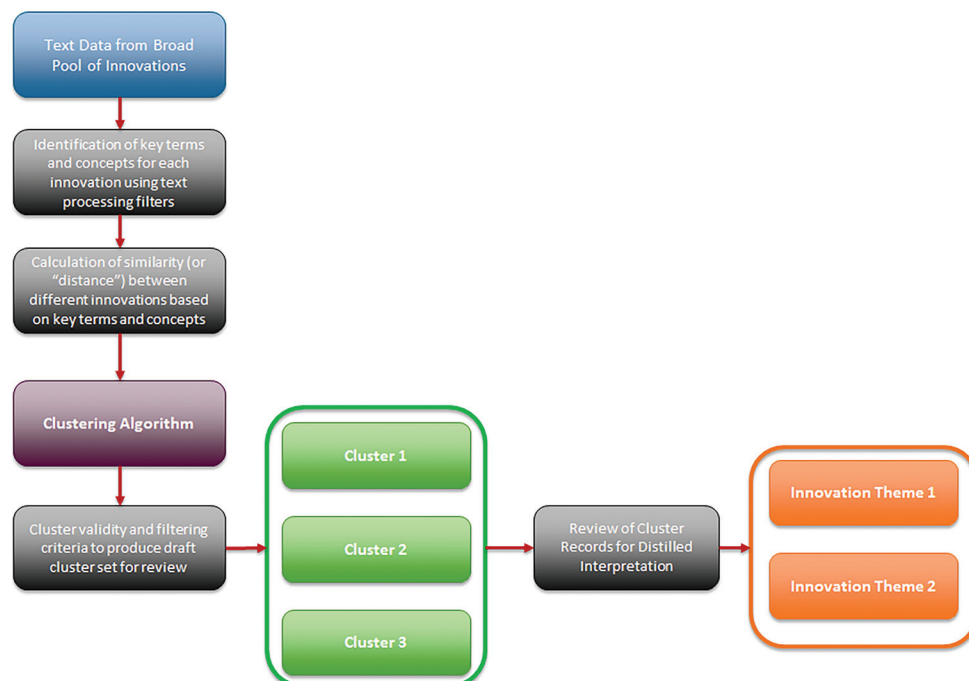 Text Data from Broad
Pool of Innovations
Identification of key terms
and concepts for each
innovation using text
processing filters
Calculation of similarity (or
“distance”) between
different innovations based
on key terms and concepts
Clustering Algorithm
Cluster validity and filtering
criteria to produce draft
cluster set for review
Cluster 1
Cluster 2
Cluster 3
Review of Cluster
Records for Distilled
Interpretation
Innovation Theme 1
Innovation Theme 2